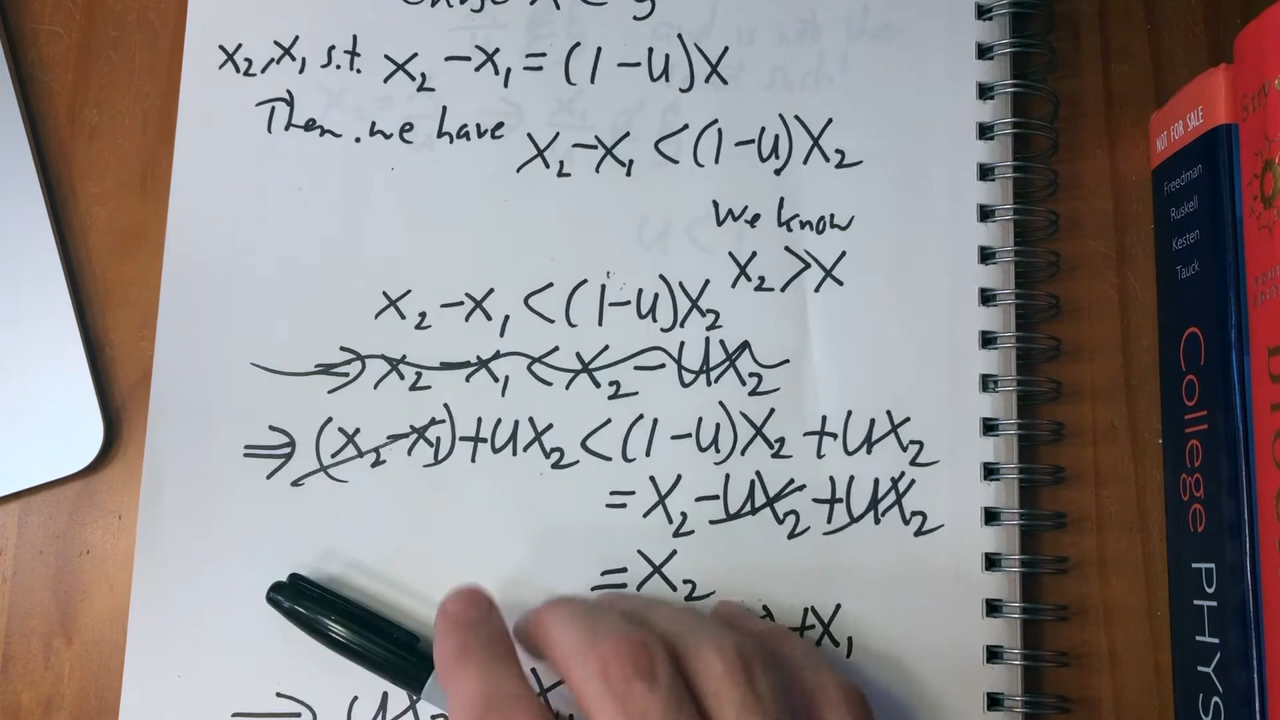 x₂,x₁ s.t. x₂ - x₁ = (1-u)x
Then we have x₂-x₁ < (1-u)x₂
We know
x₂ > x
x₂-x₁ < (1-u)x₂
⟹ x₂ - x₁ < x₂ - ux₂
⟹ (x₂-x₁)+ux₂ < (1-u)x₂ + ux₂
= x₂ - ux₂ + ux₂
= x₂
+x₁
⟹ (ux₂
NOT FOR SALE
Freedman
Ruskell
Kesten
Tauck
College PHYS